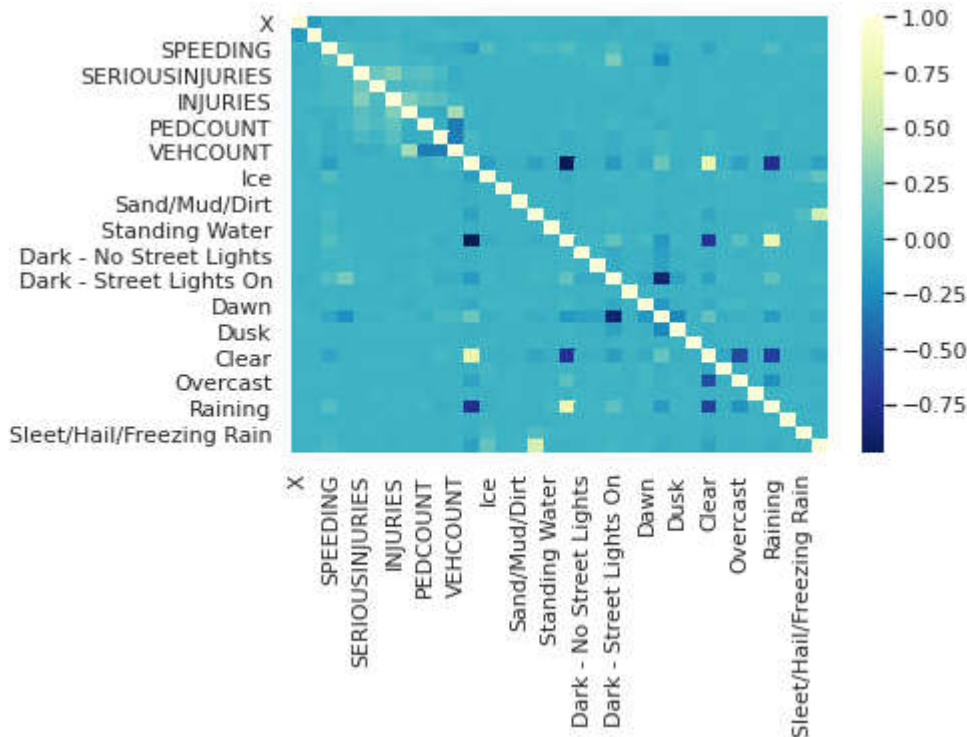 X
SPEEDING
SERIOUSINJURIES
INJURIES
PEDCOUNT
VEHCOUNT
Ice
Sand/Mud/Dirt
Standing Water
Dark - No Street Lights
Dark - Street Lights On
Dawn
Dusk
Clear
Overcast
Raining
Sleet/Hail/Freezing Rain
X
SPEEDING
SERIOUSINJURIES
INJURIES
PEDCOUNT
VEHCOUNT
Ice
Sand/Mud/Dirt
Standing Water
Dark - No Street Lights
Dark - Street Lights On
Dawn
Dusk
Clear
Overcast
Raining
Sleet/Hail/Freezing Rain
1.00
0.75
0.50
0.25
0.00
−0.25
−0.50
−0.75